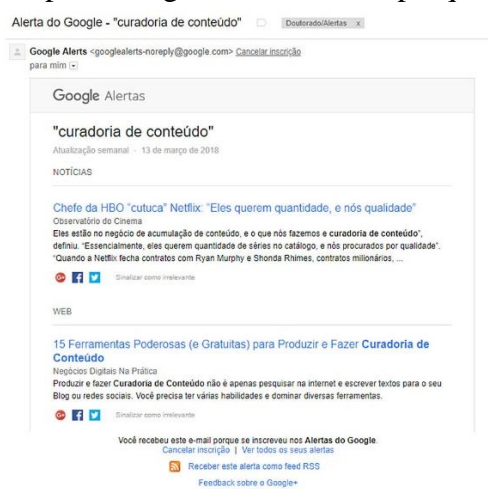 Alerta do Google - "curadoria de conteúdo" Doutorado/Alertas x
Google Alerts <googlealerts-noreply@google.com> Cancelar inscrição
para mim
Google Alertas
"curadoria de conteúdo"
Atualização semanal · 13 de março de 2018
NOTÍCIAS
Chefe da HBO "cutuca" Netflix: "Eles querem quantidade, e nós qualidade"
Observatório do Cinema
Eles estão no negócio de acumulação de conteúdo, e o que nós fazemos e curadoria de conteúdo",
definiu. "Essencialmente, eles querem quantidade de séries no catálogo, e nós procurados por qualidade".
"Quando a Netflix fecha contratos com Ryan Murphy e Shonda Rhimes, contratos milionários, ...
Sinalizar como irrelevante
WEB
15 Ferramentas Poderosas (e Gratuitas) para Produzir e Fazer Curadoria de
Conteúdo
Negócios Digitais Na Prática
Produzir e fazer Curadoria de Conteúdo não é apenas pesquisar na internet e escrever textos para o seu
Blog ou redes sociais. Você precisa ter várias habilidades e dominar diversas ferramentas.
Sinalizar como irrelevante
Você recebeu este e-mail porque se inscreveu nos Alertas do Google.
Cancelar inscrição | Ver todos os seus alertas
Receber este alerta como feed RSS
Feedback sobre o Google+